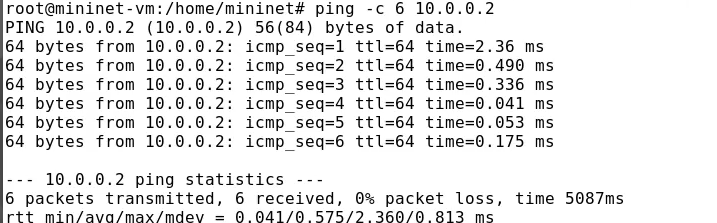 root@mininet-vm:/home/mininet# ping -c 6 10.0.0.2
PING 10.0.0.2 (10.0.0.2) 56(84) bytes of data.
64 bytes from 10.0.0.2: icmp_seq=1 ttl=64 time=2.36 ms
64 bytes from 10.0.0.2: icmp_seq=2 ttl=64 time=0.490 ms
64 bytes from 10.0.0.2: icmp_seq=3 ttl=64 time=0.336 ms
64 bytes from 10.0.0.2: icmp_seq=4 ttl=64 time=0.041 ms
64 bytes from 10.0.0.2: icmp_seq=5 ttl=64 time=0.053 ms
64 bytes from 10.0.0.2: icmp_seq=6 ttl=64 time=0.175 ms
--- 10.0.0.2 ping statistics ---
6 packets transmitted, 6 received, 0% packet loss, time 5087ms
rtt min/avg/max/mdev = 0.041/0.575/2.360/0.813 ms